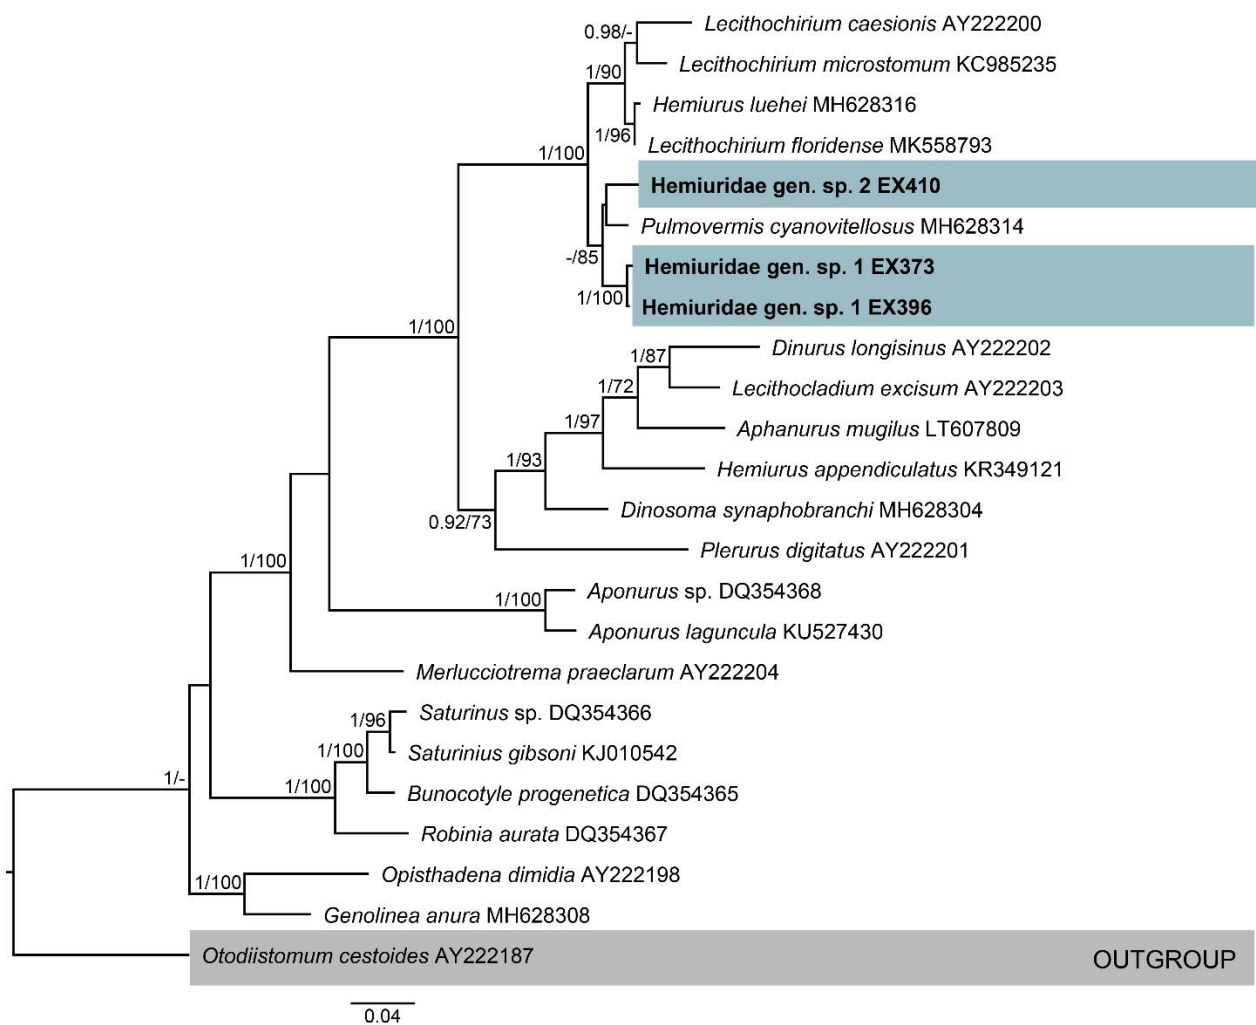 0.98/-
Lecithochirium caesionis AY222200
1/90
Lecithochirium microstomum KC985235
Hemiurus luehei MH628316
1/96
Lecithochirium floridense MK558793
1/100
Hemiuridae gen. sp. 2 EX410
Pulmovermis cyanovitellosus MH628314
-/85
Hemiuridae gen. sp. 1 EX373
1/100
Hemiuridae gen. sp. 1 EX396
1/100
Dinurus longisinus AY222202
1/87
Lecithocladium excisum AY222203
1/72
Aphanurus mugilus LT607809
1/97
Hemiurus appendiculatus KR349121
1/93
Dinosoma synaphobranchi MH628304
0.92/73
Plerurus digitatus AY222201
1/100
Aponurus sp. DQ354368
1/100
Aponurus laguncula KU527430
Merlucciotrema praeclarum AY222204
Saturinus sp. DQ354366
1/96
Saturinius gibsoni KJ010542
1/100
1/-
1/100
Bunocotyle progenetica DQ354365
Robinia aurata DQ354367
Opisthadena dimidia AY222198
1/100
Genolinea anura MH628308
Otodiistomum cestoides AY222187
OUTGROUP
0.04